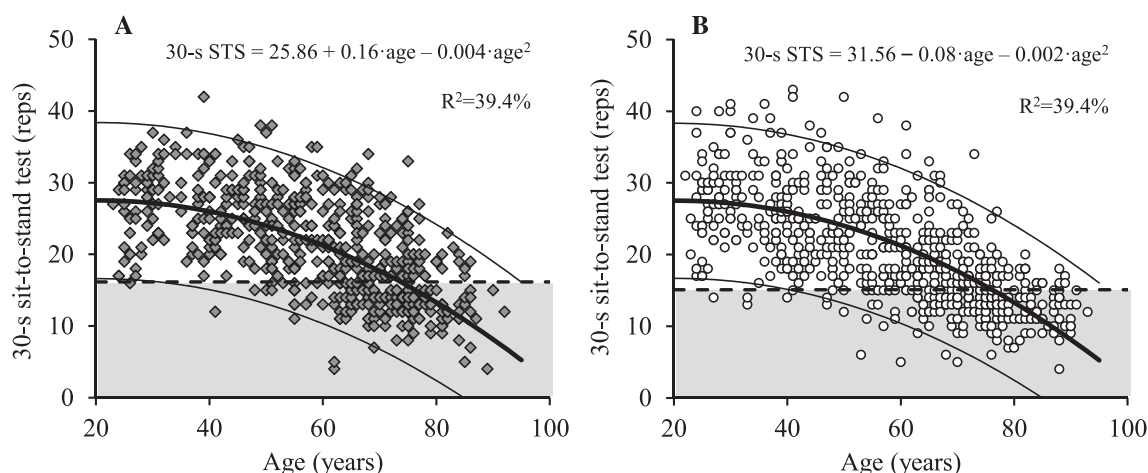 A
30-s STS = 25.86 + 0.16·age – 0.004·age²
R²=39.4%
30-s sit-to-stand test (reps)
50
40
30
20
10
0
20 40 60 80 100
Age (years)
B
30-s STS = 31.56 – 0.08·age – 0.002·age²
R²=39.4%
30-s sit-to-stand test (reps)
50
40
30
20
10
0
20 40 60 80 100
Age (years)